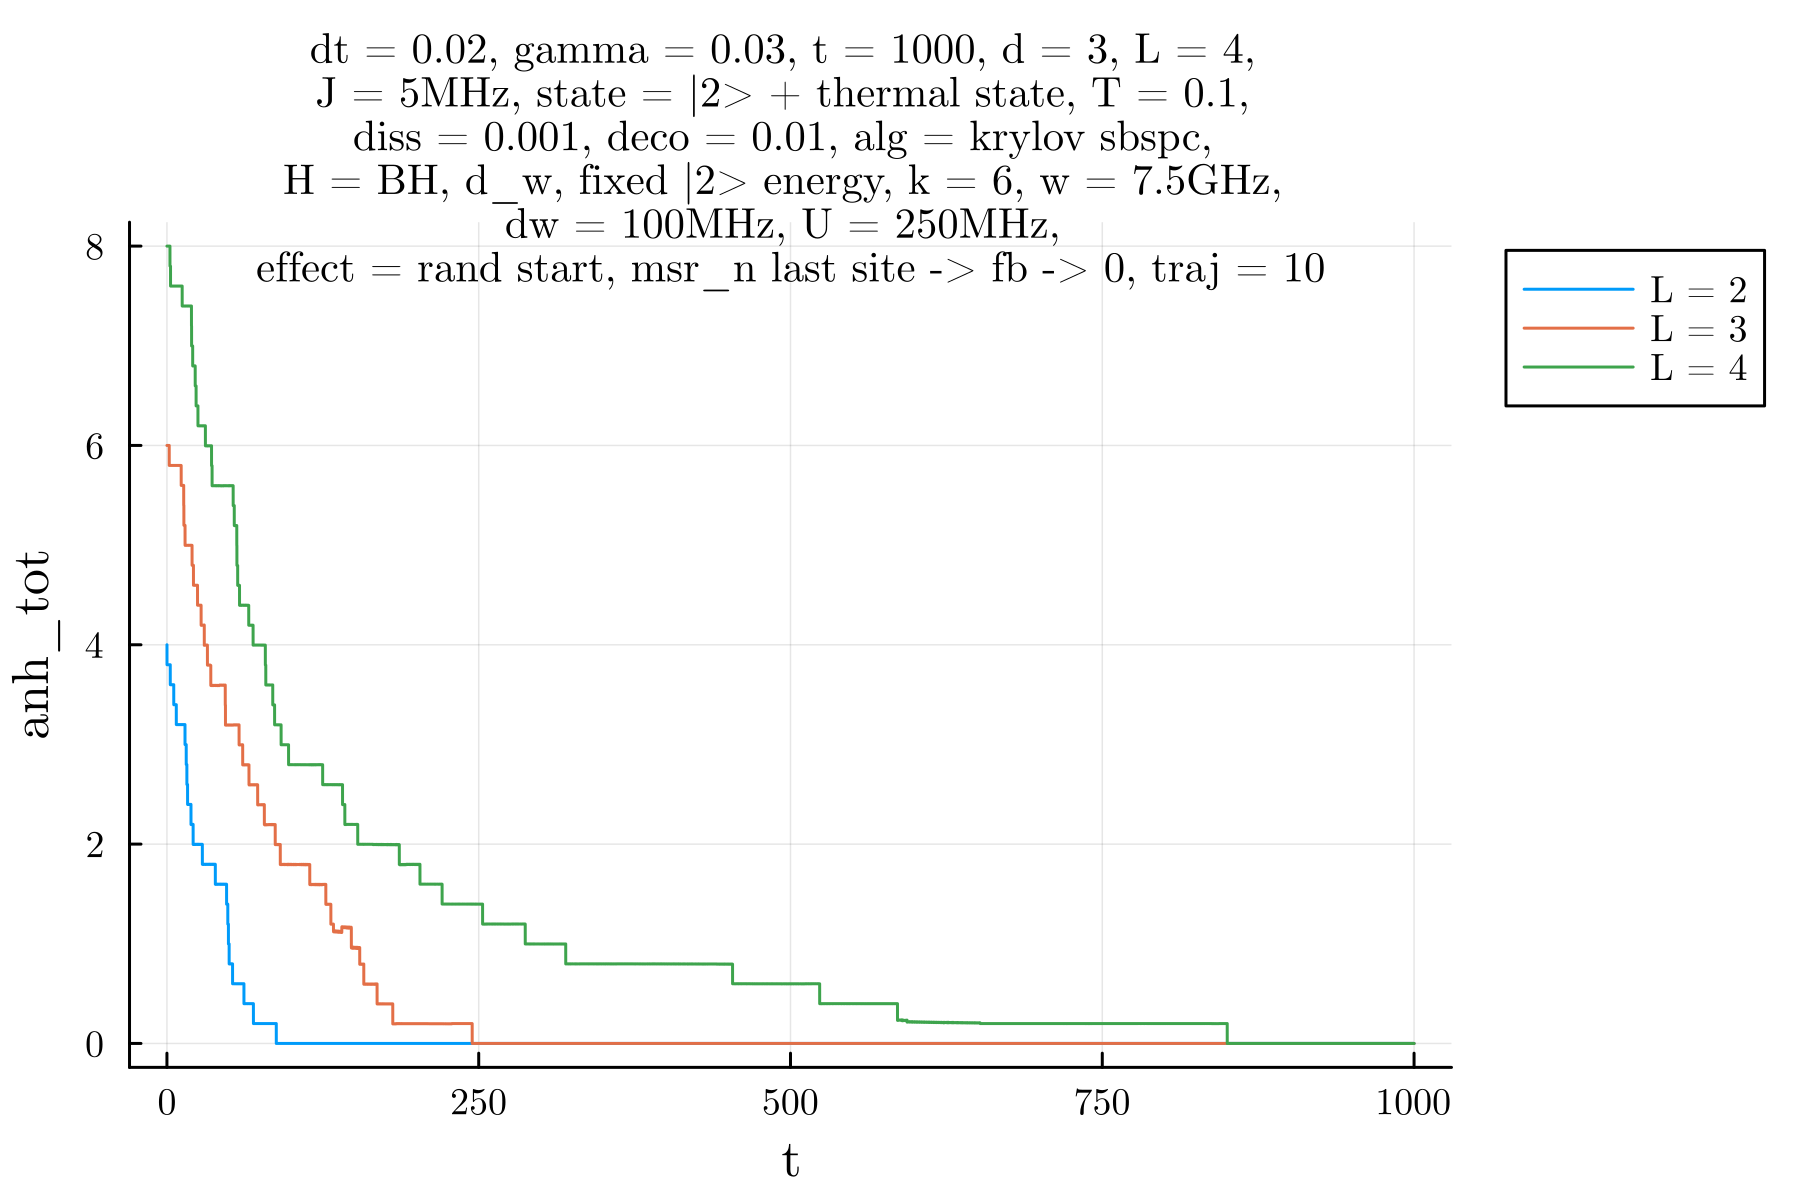 dt = 0.02, gamma = 0.03, t = 1000, d = 3, L = 4,
J = 5MHz, state = |2> + thermal state, T = 0.1,
diss = 0.001, deco = 0.01, alg = krylov sbspc,
H = BH, d_w, fixed |2> energy, k = 6, w = 7.5GHz,
dw = 100MHz, U = 250MHz,
effect = rand start, msr_n last site -> fb -> 0, traj = 10
L = 2
L = 3
L = 4
anh_tot
8
6
4
2
0
0 250 500 750 1000
t